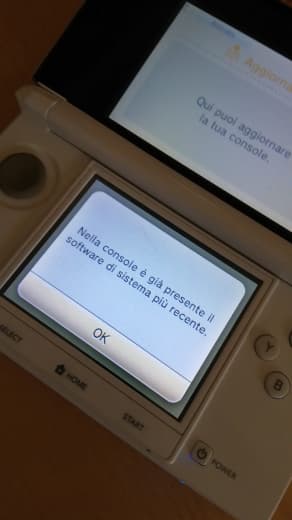 Aggiorna
Qui puoi aggiornare
la tua console.
Nella console è già presente il
software di sistema più recente.
OK
SELECT
HOME
START
POWER
Y
B